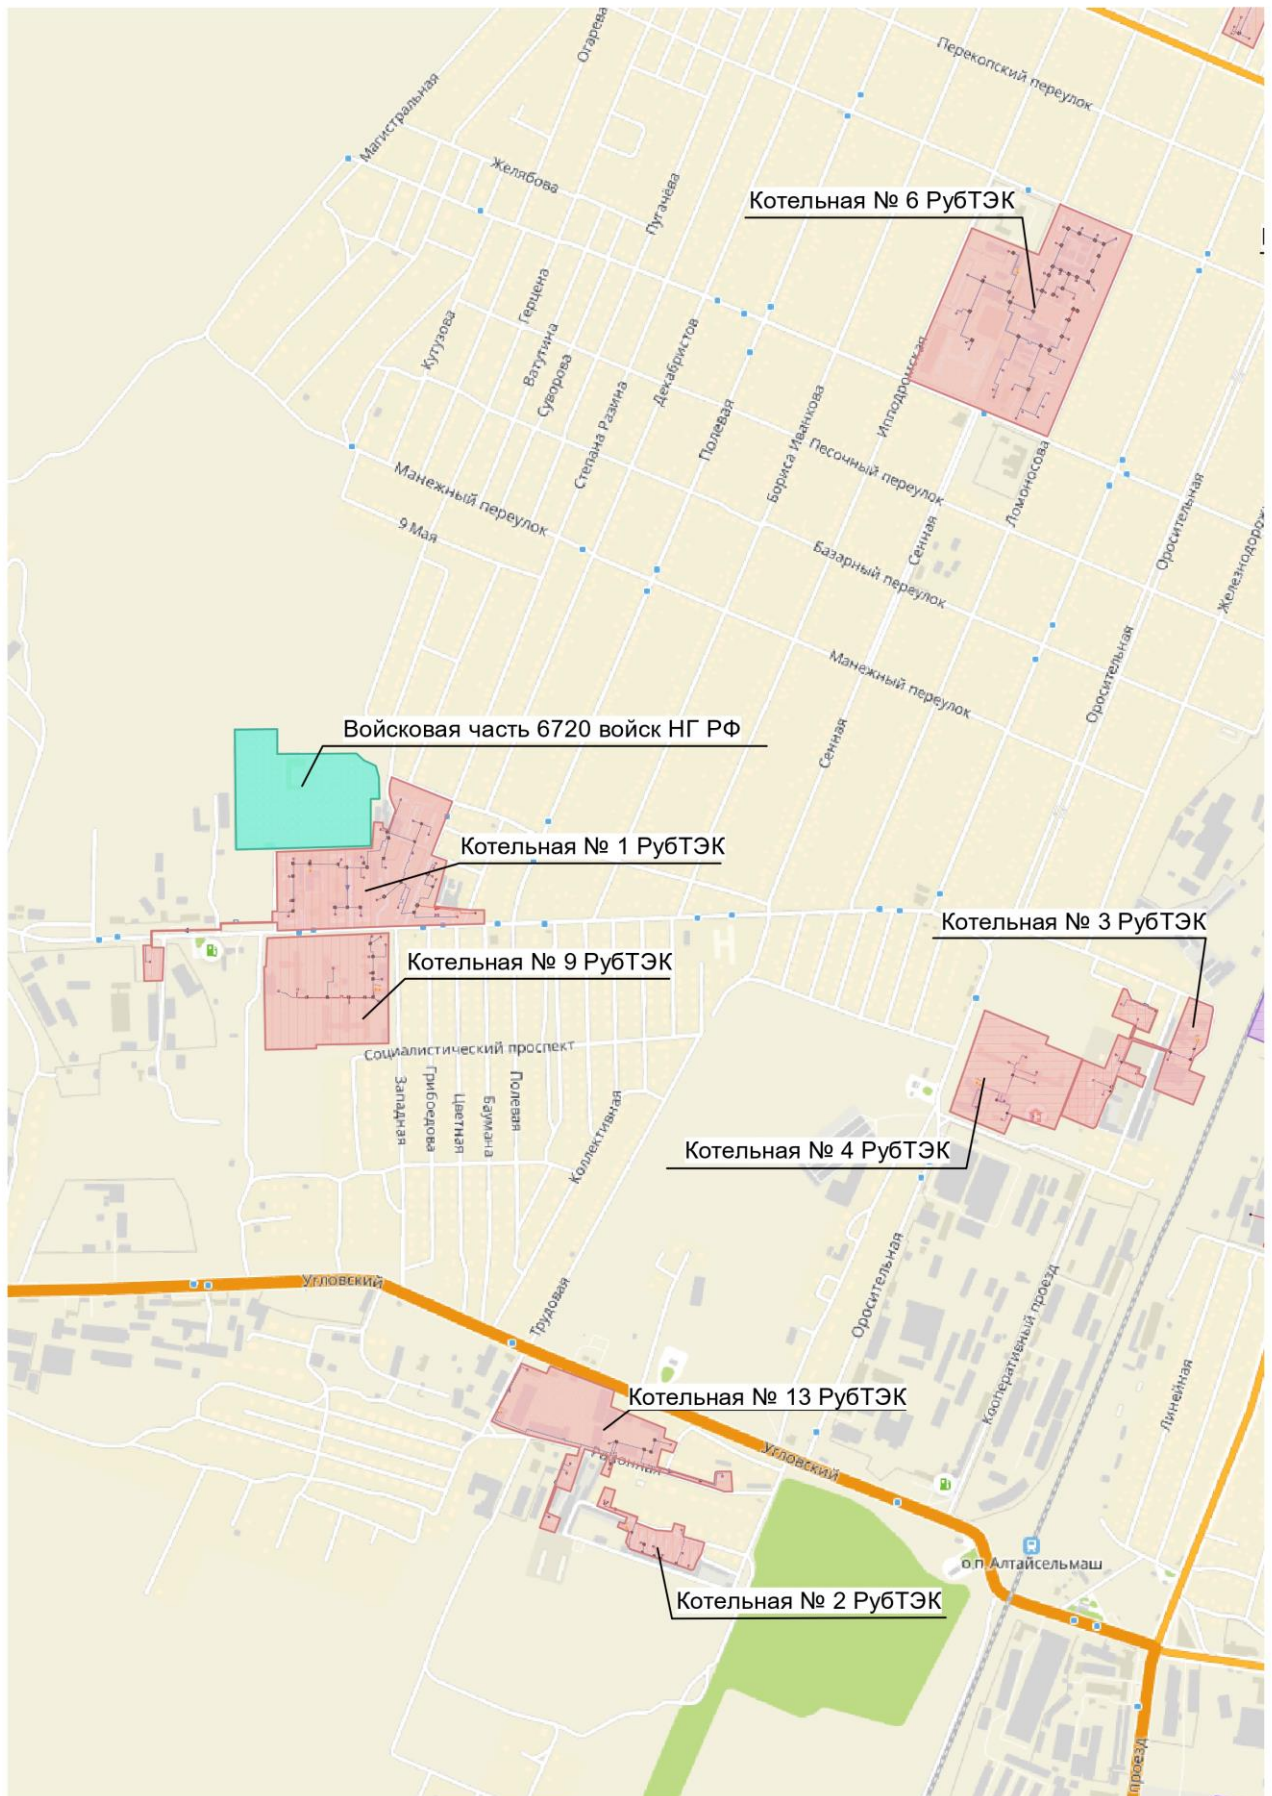 Огарева
Перекопский переулок
Магистральная
Желябова
Пугачёва
Котельная № 6 РубТЭК
Герцена
Кутузова
Ватутина
Суворова
Декабристов
Ипподромская
Степана Разина
Полевая
Бориса Иванкова
Песочный переулок
Манежный переулок
Ломоносова
9 Мая
Сенная
Оросительная
Базарный переулок
Манежный переулок
Оросительная
Сенная
Войсковая часть 6720 войск НГ РФ
Котельная № 1 РубТЭК
Котельная № 3 РубТЭК
Котельная № 9 РубТЭК
Социалистический проспект
Западная
Грибоедова
Цветная
Баумана
Полевая
Коллективная
Котельная № 4 РубТЭК
Угловский
Трудовая
Оросительная
Кооперативный проезд
Линейная
Котельная № 13 РубТЭК
Районная
Угловский
о.п. Алтайсельмаш
Котельная № 2 РубТЭК
проезд